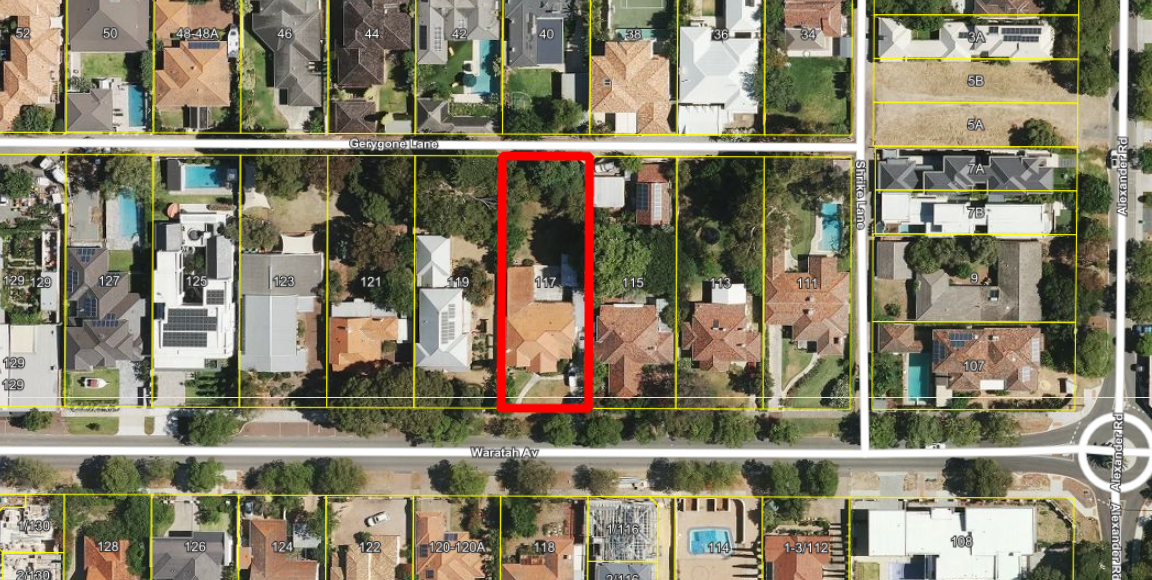 52
50
48-48A
46
44
42
40
38
36
34
3A
5B
5A
Gerygone Lane
7A
7B
Shrike Lane
Alexander Rd
129
129
127
125
123
121
119
117
115
113
111
9
107
129
129
Waratah Av
Alexander Rd
Alexander Rd
1/130
128
126
124
122
120-120A
118
1/116
114
1-3/112
108
2/130
2/116